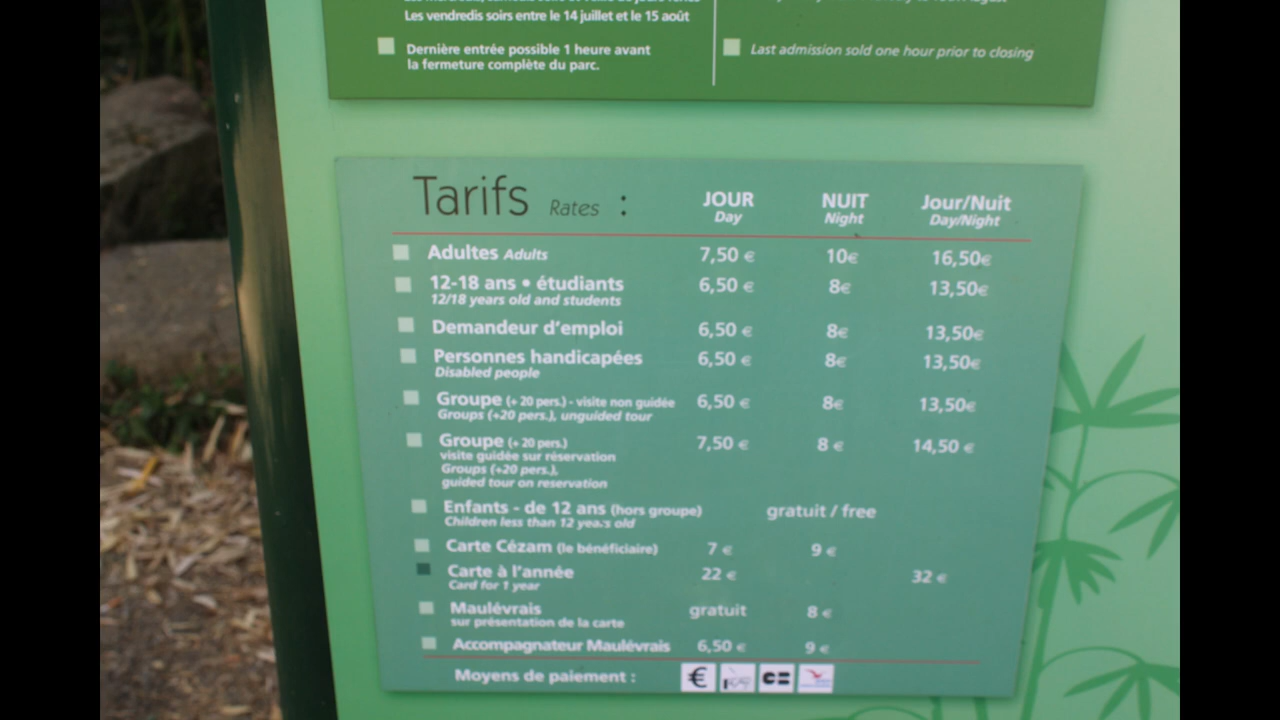 Les vendredis soirs entre le 14 juillet et le 15 août
Dernière entrée possible 1 heure avant
la fermeture complète du parc.
Last admission sold one hour prior to closing
Tarifs Rates : JOUR NUIT Jour/Nuit
Day Night Day/Night
Adultes Adults 7,50 € 10€ 16,50€
12-18 ans • étudiants 6,50 € 8€ 13,50€
12/18 years old and students
Demandeur d'emploi 6,50 € 8€ 13,50€
Personnes handicapées 6,50 € 8€ 13,50€
Disabled people
Groupe (+ 20 pers.) - visite non guidée 6,50 € 8€ 13,50€
Groups (+20 pers.), unguided tour
Groupe (+ 20 pers.) 7,50 € 8 € 14,50 €
visite guidée sur réservation
Groups (+20 pers.),
guided tour on reservation
Enfants - de 12 ans (hors groupe) gratuit / free
Children less than 12 years old
Carte Cézam (le bénéficiaire) 7 € 9 €
Carte à l'année 22 € 32 €
Card for 1 year
Maulévrais gratuit 8 €
sur présentation de la carte
Accompagnateur Maulévrais 6,50 € 9 €
Moyens de paiement : €